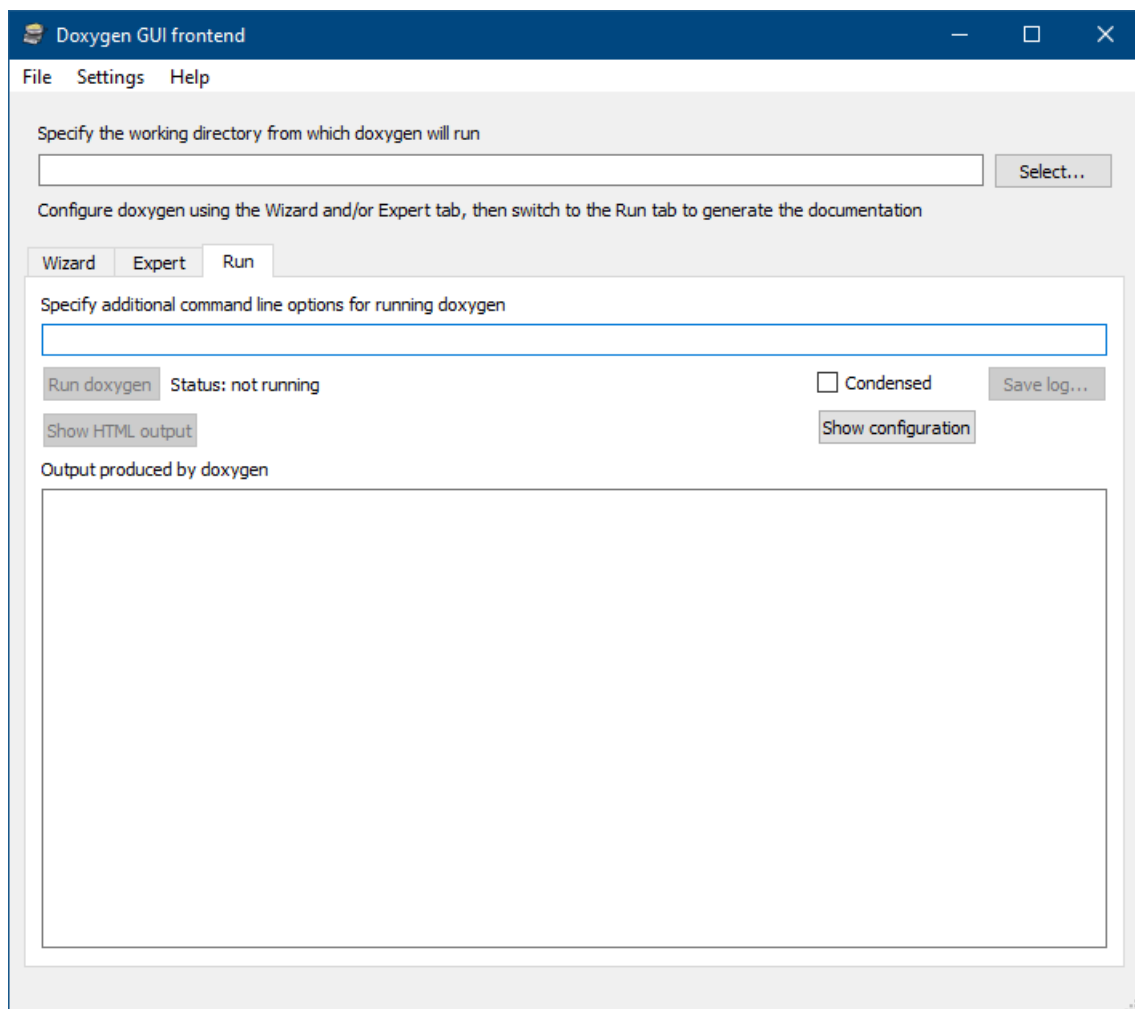 Doxygen GUI frontend
File Settings Help
Specify the working directory from which doxygen will run
Select...
Configure doxygen using the Wizard and/or Expert tab, then switch to the Run tab to generate the documentation
Wizard Expert Run
Specify additional command line options for running doxygen
Run doxygen Status: not running Condensed Save log...
Show HTML output Show configuration
Output produced by doxygen